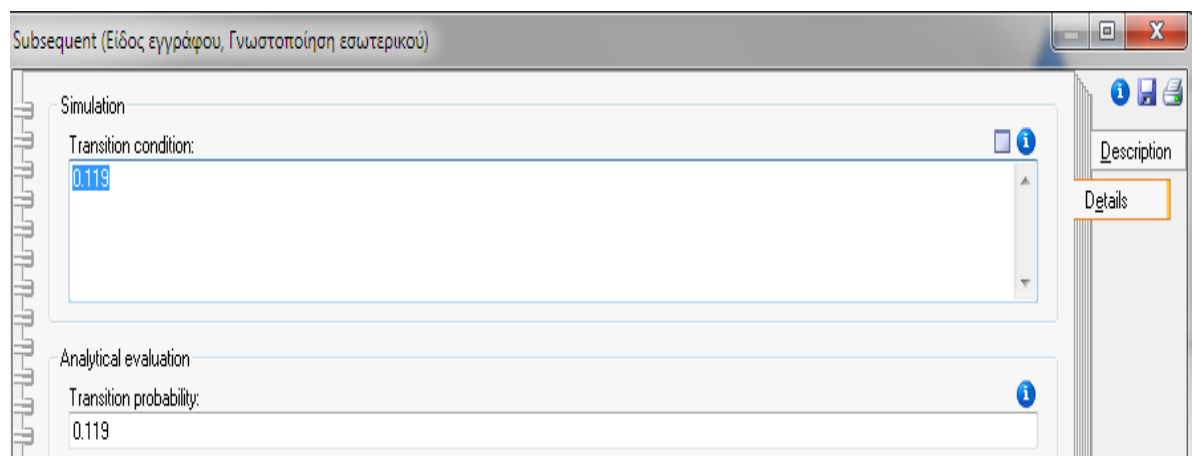 Subsequent (Είδος εγγράφου, Γνωστοποίηση εσωτερικού)
Simulation
Transition condition:
0.119
Description
Details
Analytical evaluation
Transition probability:
0.119